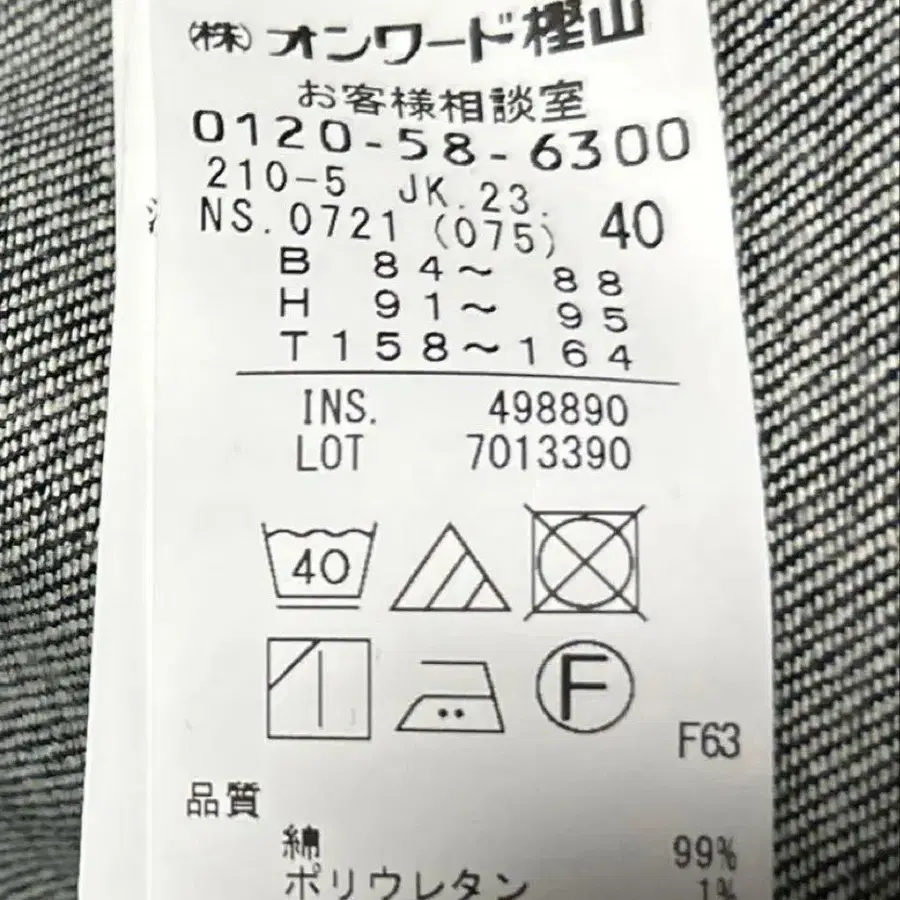 ㈱オンワード樫山
お客様相談室
0120-58-6300
210-5 JK.23.
NS.0721 (075) 40
B 84～ 88
H 91～ 95
T158～164
INS. 498890
LOT 7013390
40
F
F63
品質
綿 99%
ポリウレタン 1%